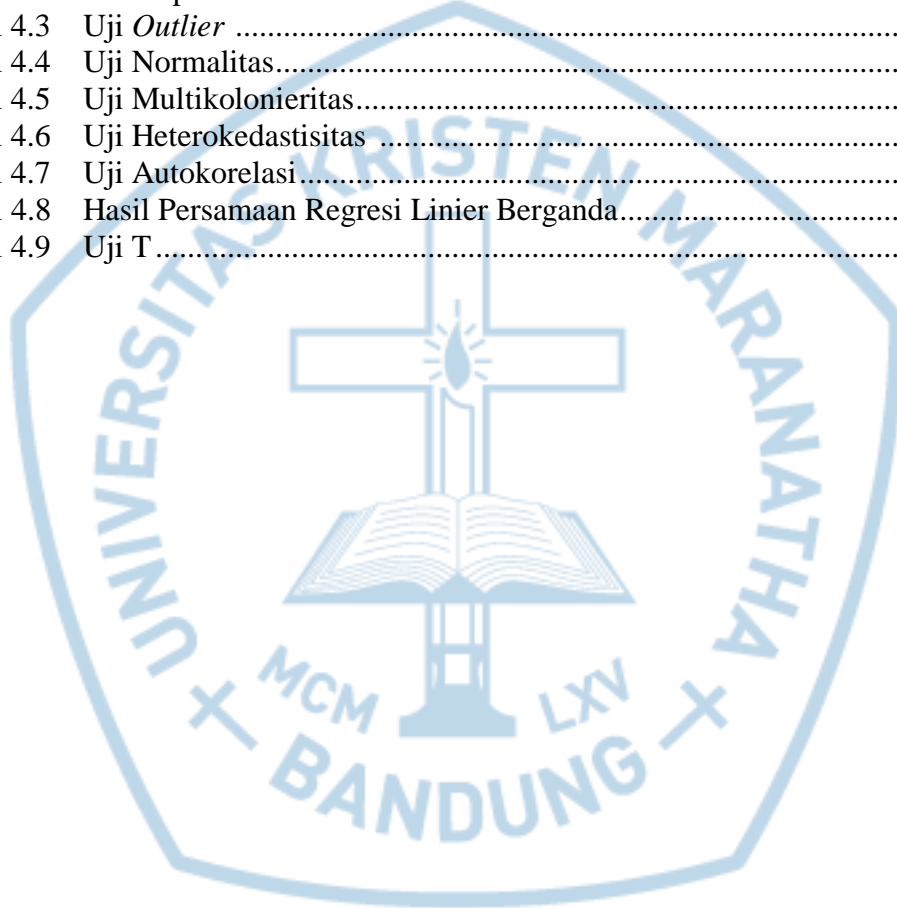 4.3 Uji Outlier ........................................................................................
4.4 Uji Normalitas...................................................................................
4.5 Uji Multikolonieritas........................................................................
4.6 Uji Heterokedastisitas .....................................................................
4.7 Uji Autokorelasi................................................................................
4.8 Hasil Persamaan Regresi Linier Berganda.....................................
4.9 Uji T ..................................................................................................
UNIVERSITAS KRISTEN MARANATHA
MCM LXV
BANDUNG